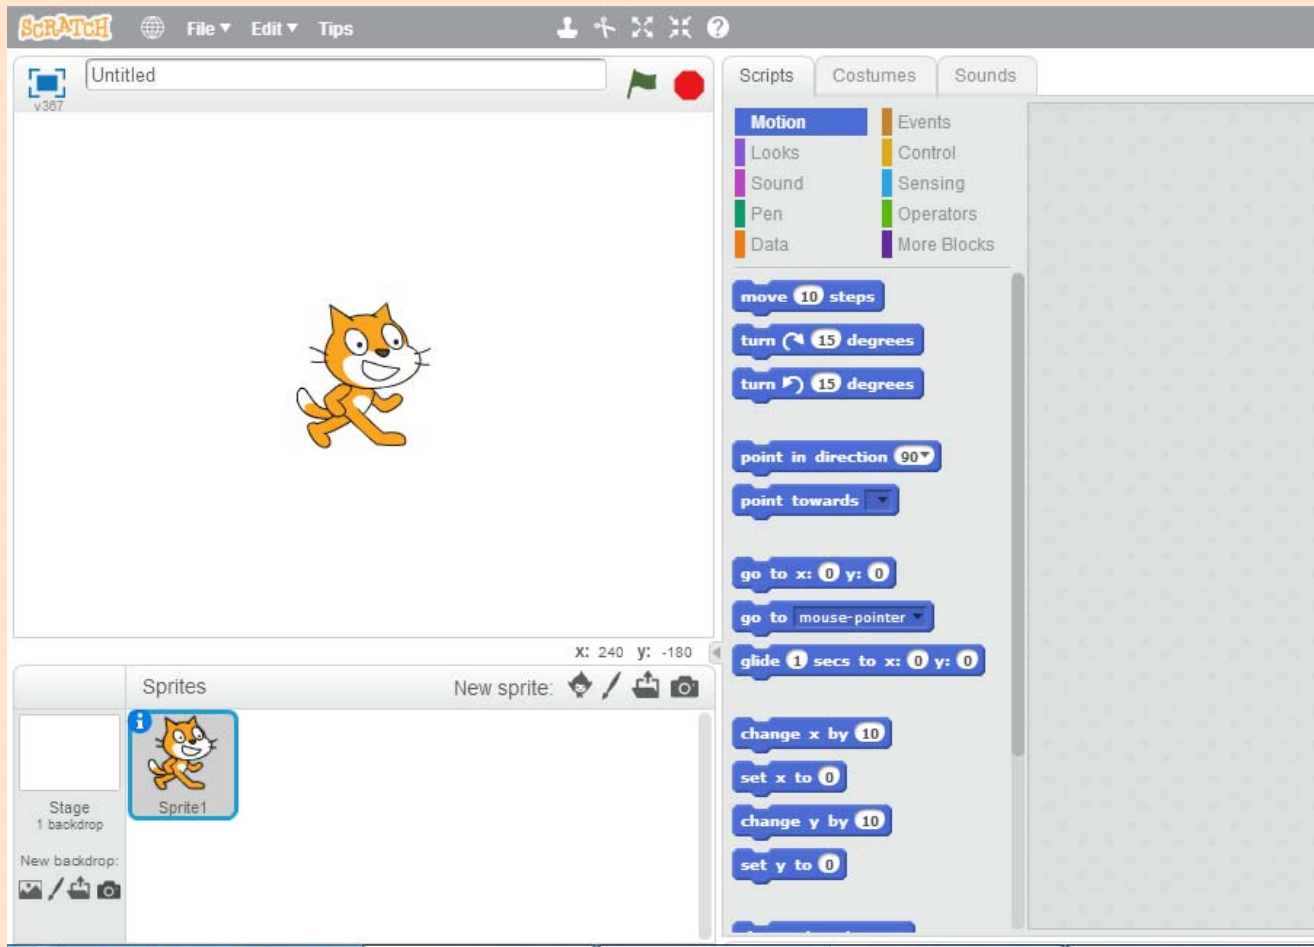 SCRATCH File Edit Tips ?
v367 Untitled
Scripts Costumes Sounds
Motion Events
Looks Control
Sound Sensing
Pen Operators
Data More Blocks
move 10 steps
turn 15 degrees
turn 15 degrees
point in direction 90
point towards
go to x: 0 y: 0
go to mouse-pointer
glide 1 secs to x: 0 y: 0
change x by 10
set x to 0
change y by 10
set y to 0
X: 240 y: -180
Sprites New sprite:
i
Sprite1
Stage
1 backdrop
New backdrop: